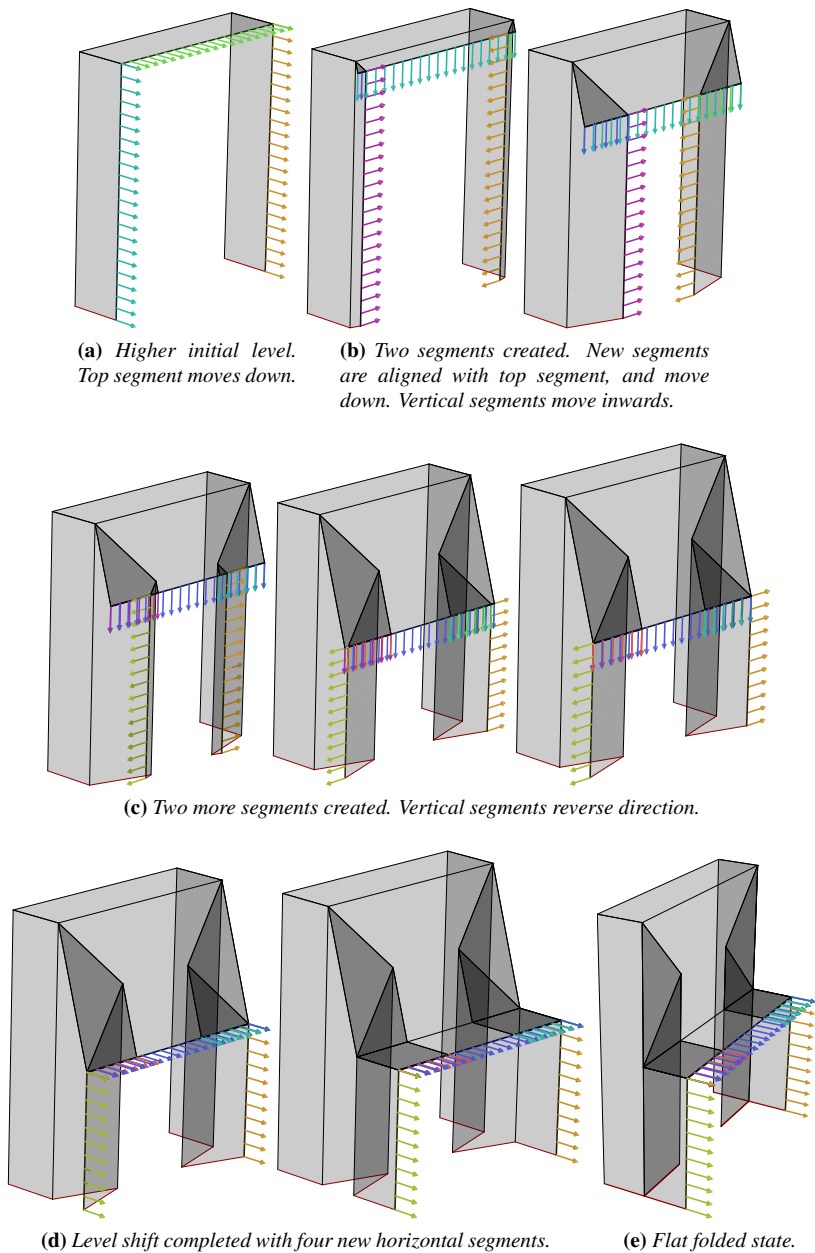 (a) Higher initial level.
Top segment moves down.
(b) Two segments created. New segments
are aligned with top segment, and move
down. Vertical segments move inwards.
(c) Two more segments created. Vertical segments reverse direction.
(d) Level shift completed with four new horizontal segments.
(e) Flat folded state.